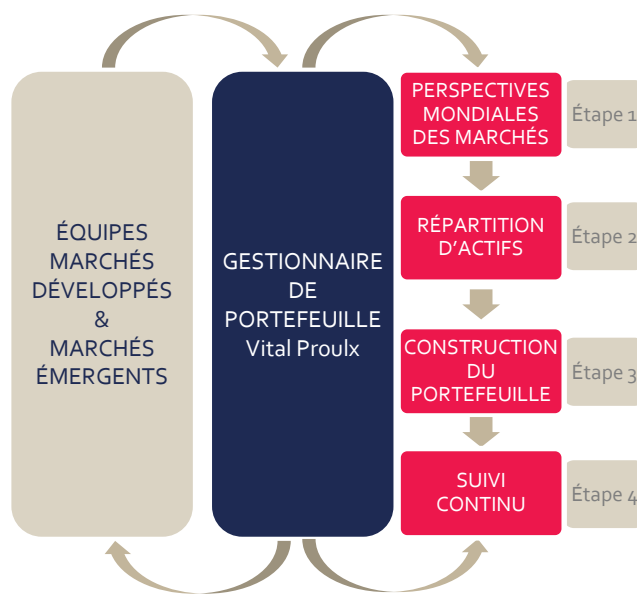 ÉQUIPES
MARCHÉS
DÉVELOPPÉS
&
MARCHÉS
ÉMERGENTS
GESTIONNAIRE
DE
PORTEFEUILLE
Vital Proulx
PERSPECTIVES
MONDIALES
DES MARCHÉS
Étape 1
RÉPARTITION
D'ACTIFS
Étape 2
CONSTRUCTION
DU
PORTEFEUILLE
Étape 3
SUIVI
CONTINU
Étape 4